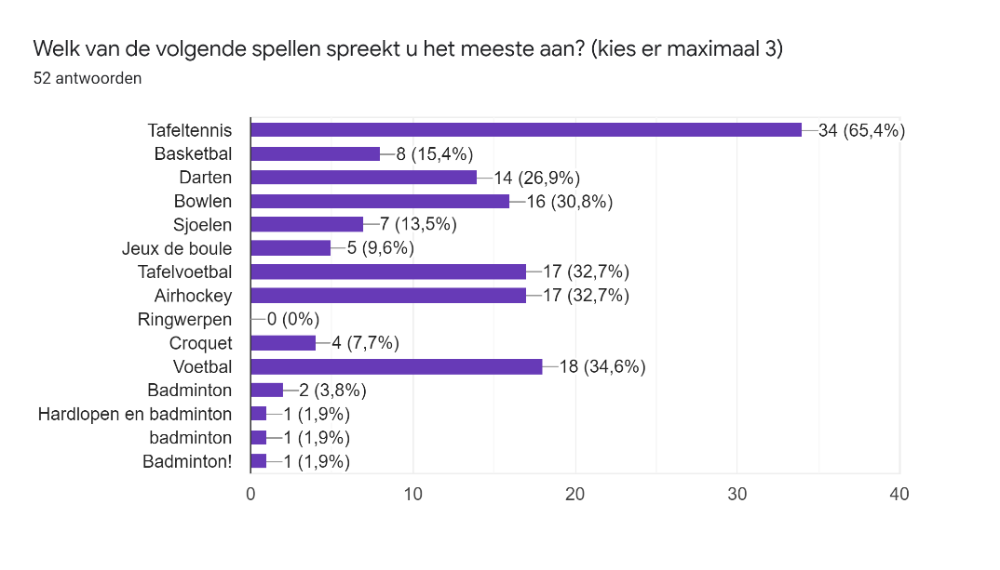 Welk van de volgende spellen spreekt u het meeste aan? (kies er maximaal 3)
52 antwoorden
Tafeltennis 34 (65,4%)
Basketbal 8 (15,4%)
Darten 14 (26,9%)
Bowlen 16 (30,8%)
Sjoelen 7 (13,5%)
Jeux de boule 5 (9,6%)
Tafelvoetbal 17 (32,7%)
Airhockey 17 (32,7%)
Ringwerpen 0 (0%)
Croquet 4 (7,7%)
Voetbal 18 (34,6%)
Badminton 2 (3,8%)
Hardlopen en badminton 1 (1,9%)
badminton 1 (1,9%)
Badminton! 1 (1,9%)
0 10 20 30 40